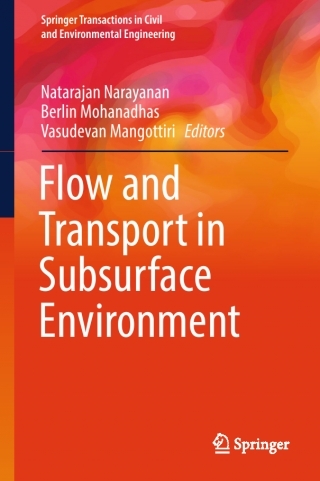 Springer Transactions in Civil
and Environmental Engineering
Natarajan Narayanan
Berlin Mohanadhas
Vasudevan Mangottiri Editors
Flow and
Transport in
Subsurface
Environment
Springer